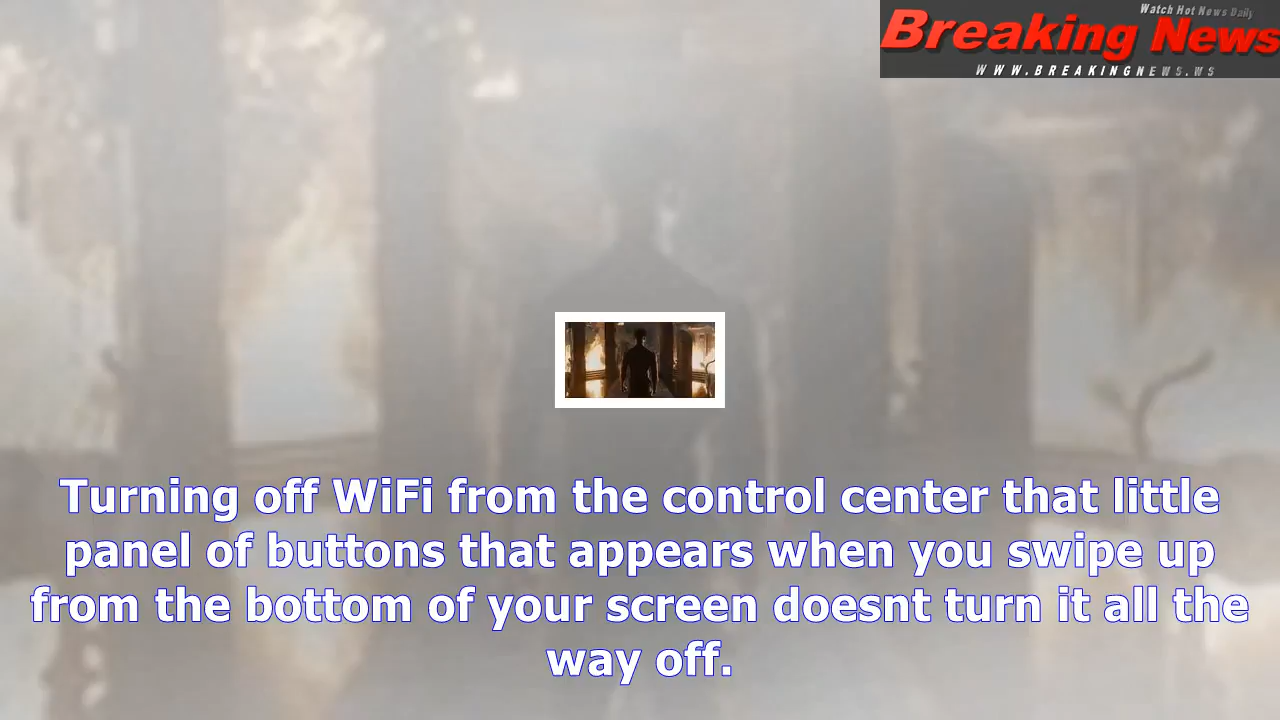 Watch Hot News Daily
Breaking News
WWW.BREAKINGNEWS.WS
Turning off WiFi from the control center that little
panel of buttons that appears when you swipe up
from the bottom of your screen doesnt turn it all the
way off.